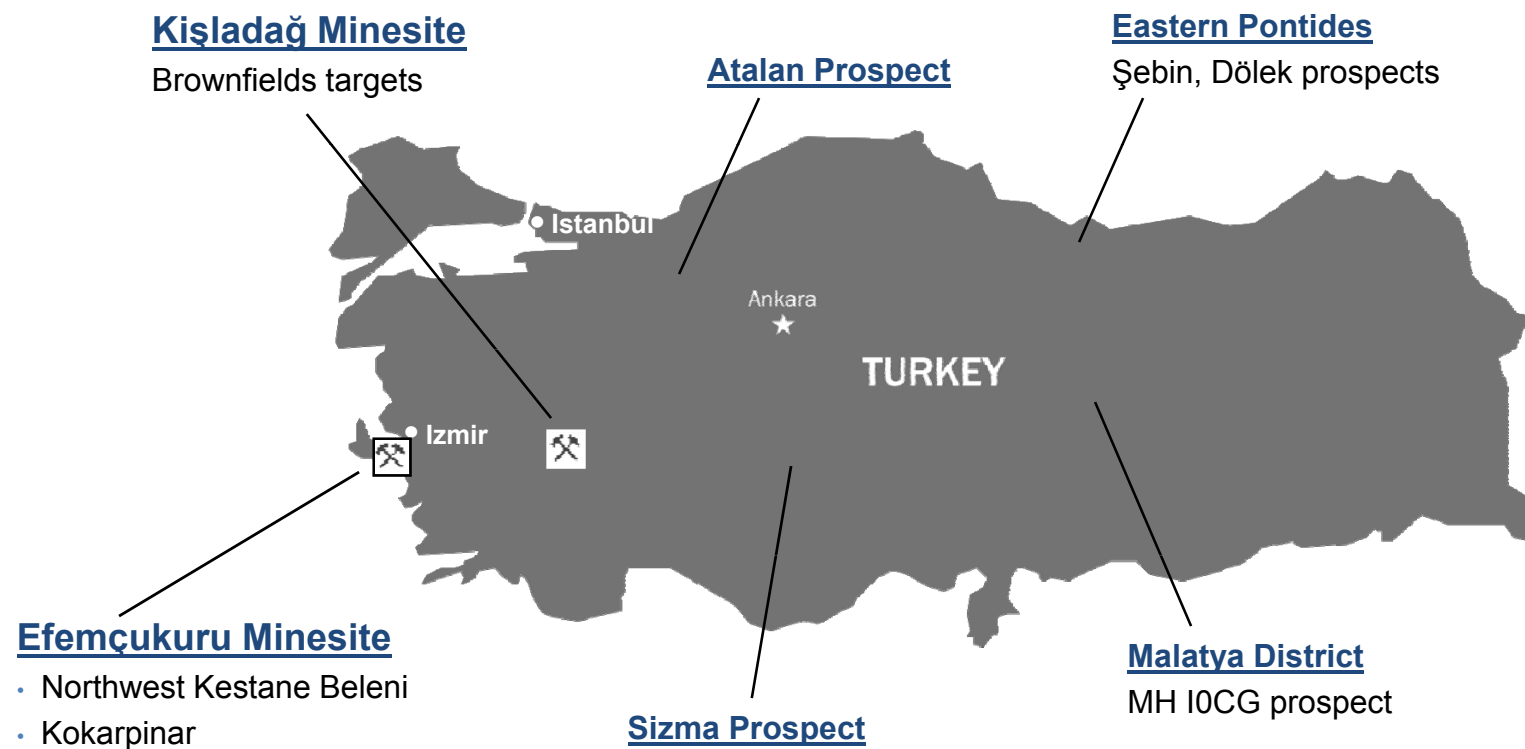 Kişladağ Minesite
Brownfields targets
Atalan Prospect
Eastern Pontides
Şebin, Dölek prospects
Istanbul
Ankara
TURKEY
Izmir
Efemçukuru Minesite
• Northwest Kestane Beleni
• Kokarpinar
Sizma Prospect
Malatya District
MH I0CG prospect